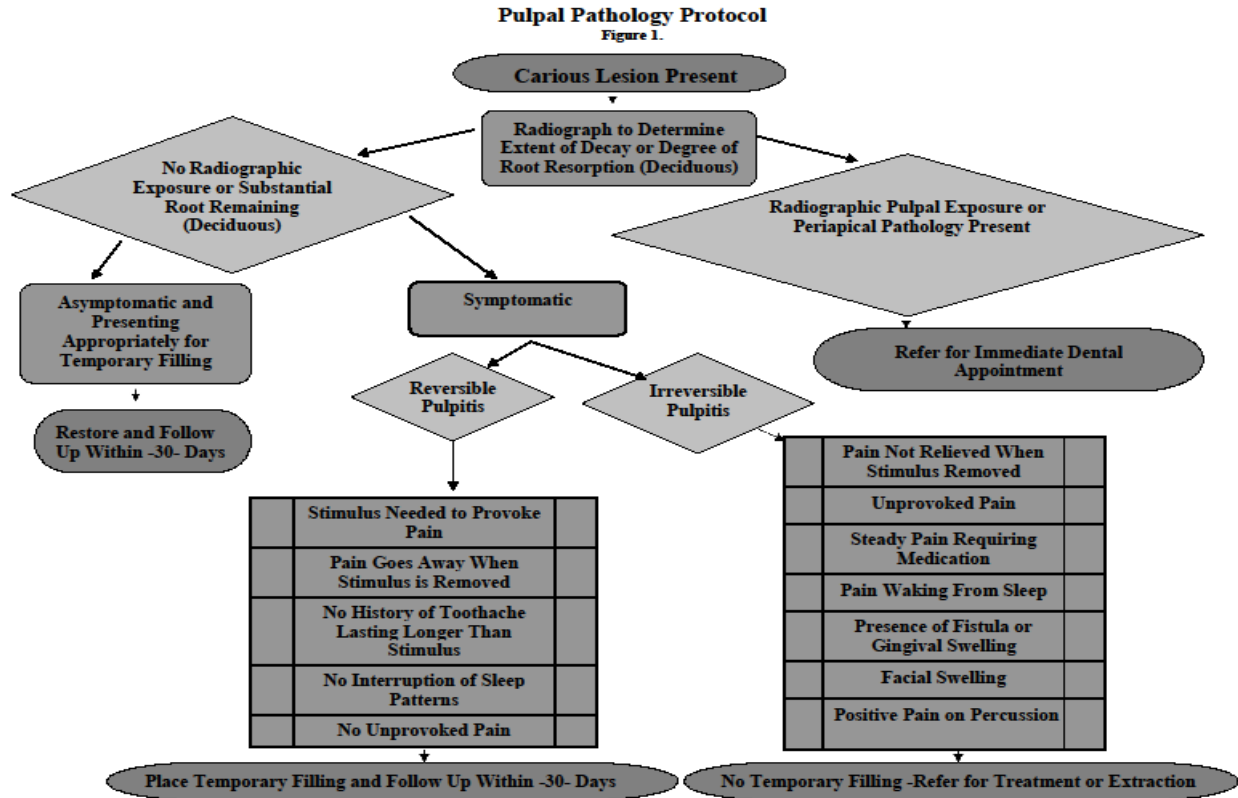 Pulpal Pathology Protocol
Figure 1.
Carious Lesion Present
Radiograph to Determine
Extent of Decay or Degree of
Root Resorption (Deciduous)
No Radiographic
Exposure or Substantial
Root Remaining
(Deciduous)
Radiographic Pulpal Exposure or
Periapical Pathology Present
Asymptomatic and
Presenting
Appropriately for
Temporary Filling
Symptomatic
Refer for Immediate Dental
Appointment
Reversible
Pulpitis
Irreversible
Pulpitis
Restore and Follow
Up Within -30- Days
Stimulus Needed to Provoke
Pain
Pain Goes Away When
Stimulus is Removed
No History of Toothache
Lasting Longer Than
Stimulus
No Interruption of Sleep
Patterns
No Unprovoked Pain
Place Temporary Filling and Follow Up Within -30- Days
Pain Not Relieved When
Stimulus Removed
Unprovoked Pain
Steady Pain Requiring
Medication
Pain Waking From Sleep
Presence of Fistula or
Gingival Swelling
Facial Swelling
Positive Pain on Percussion
No Temporary Filling -Refer for Treatment or Extraction